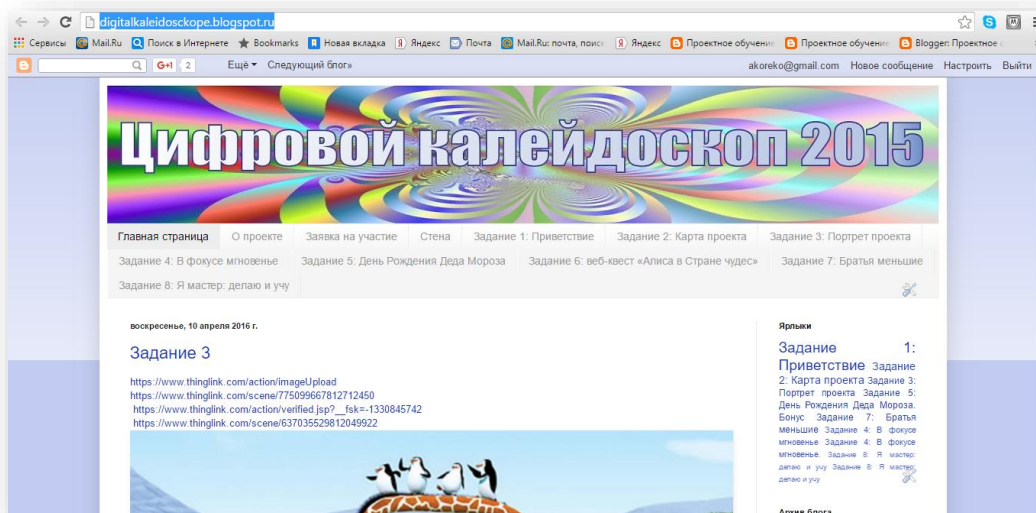 digitalkaleidosckope.blogspot.ru
Сервисы Mail.Ru Поиск в Интернете Bookmarks Новая вкладка Яндекс Почта Mail.Ru: почта, поиск Яндекс Проектное обучение Проектное обучение Blogger: Проектное о
G+1 2 Ещё Следующий блог» akoreko@gmail.com Новое сообщение Настроить Выйти
Цифровой калейдоскоп 2015
Главная страница О проекте Заявка на участие Стена Задание 1: Приветствие Задание 2: Карта проекта Задание 3: Портрет проекта
Задание 4: В фокусе мгновенье Задание 5: День Рождения Деда Мороза Задание 6: веб-квест «Алиса в Стране чудес» Задание 7: Братья меньшие
Задание 8: Я мастер: делаю и учу
воскресенье, 10 апреля 2016 г.
Задание 3
https://www.thinglink.com/action/imageUpload
https://www.thinglink.com/scene/775099667812712450
https://www.thinglink.com/action/verified.jsp?__fsk=-1330845742
https://www.thinglink.com/scene/637035529812049922
Ярлыки
Задание 1:
Приветствие Задание
2: Карта проекта Задание 3:
Портрет проекта Задание 5:
День Рождения Деда Мороза.
Бонус Задание 7: Братья
меньшие Задание 4: В фокусе
мгновенье Задание 4: В фокусе
мгновенье. Задание 8: Я мастер:
делаю и учу Задание 8: Я мастер:
делаю и учу
Архив блога